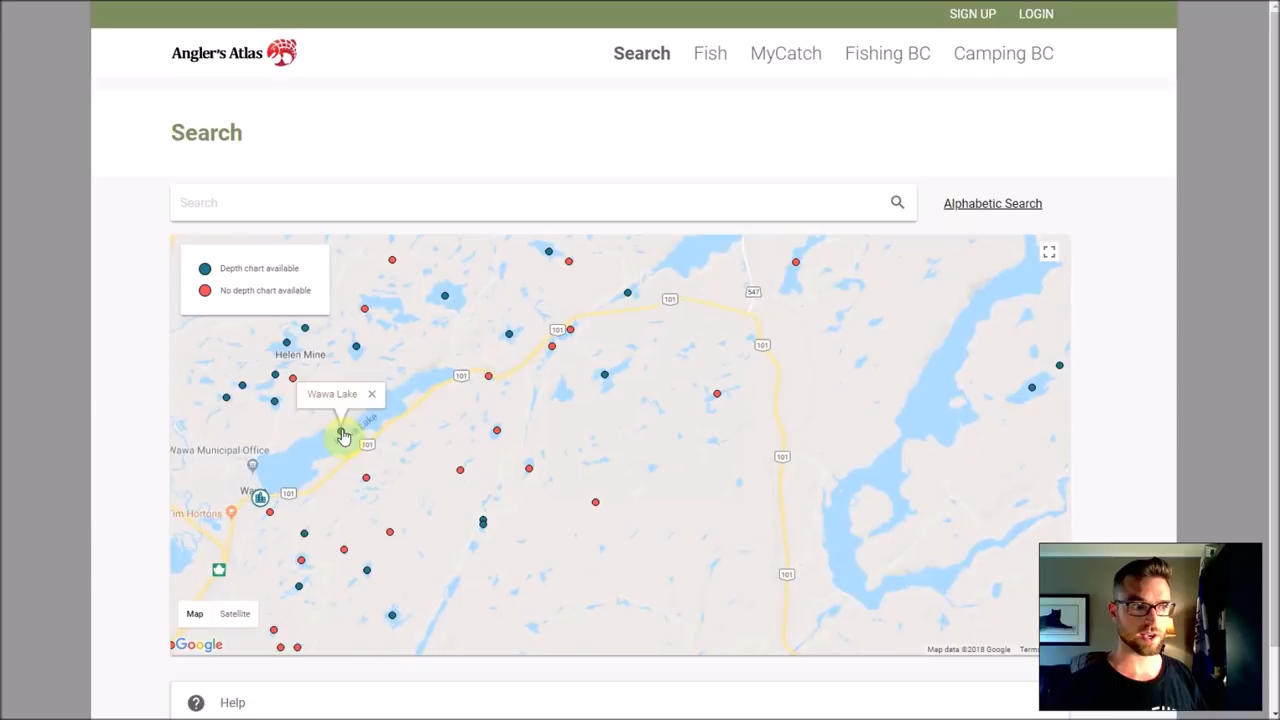 SIGN UP LOGIN
Angler's Atlas
Search Fish MyCatch Fishing BC Camping BC
Search
Search
Alphabetic Search
Depth chart available
No depth chart available
547
101
101
101
Helen Mine
101
Wawa Lake
Lake
101
Wawa Municipal Office
101
101
Tim Hortons
101
Map Satellite
Google
Map data ©2018 Google
Help